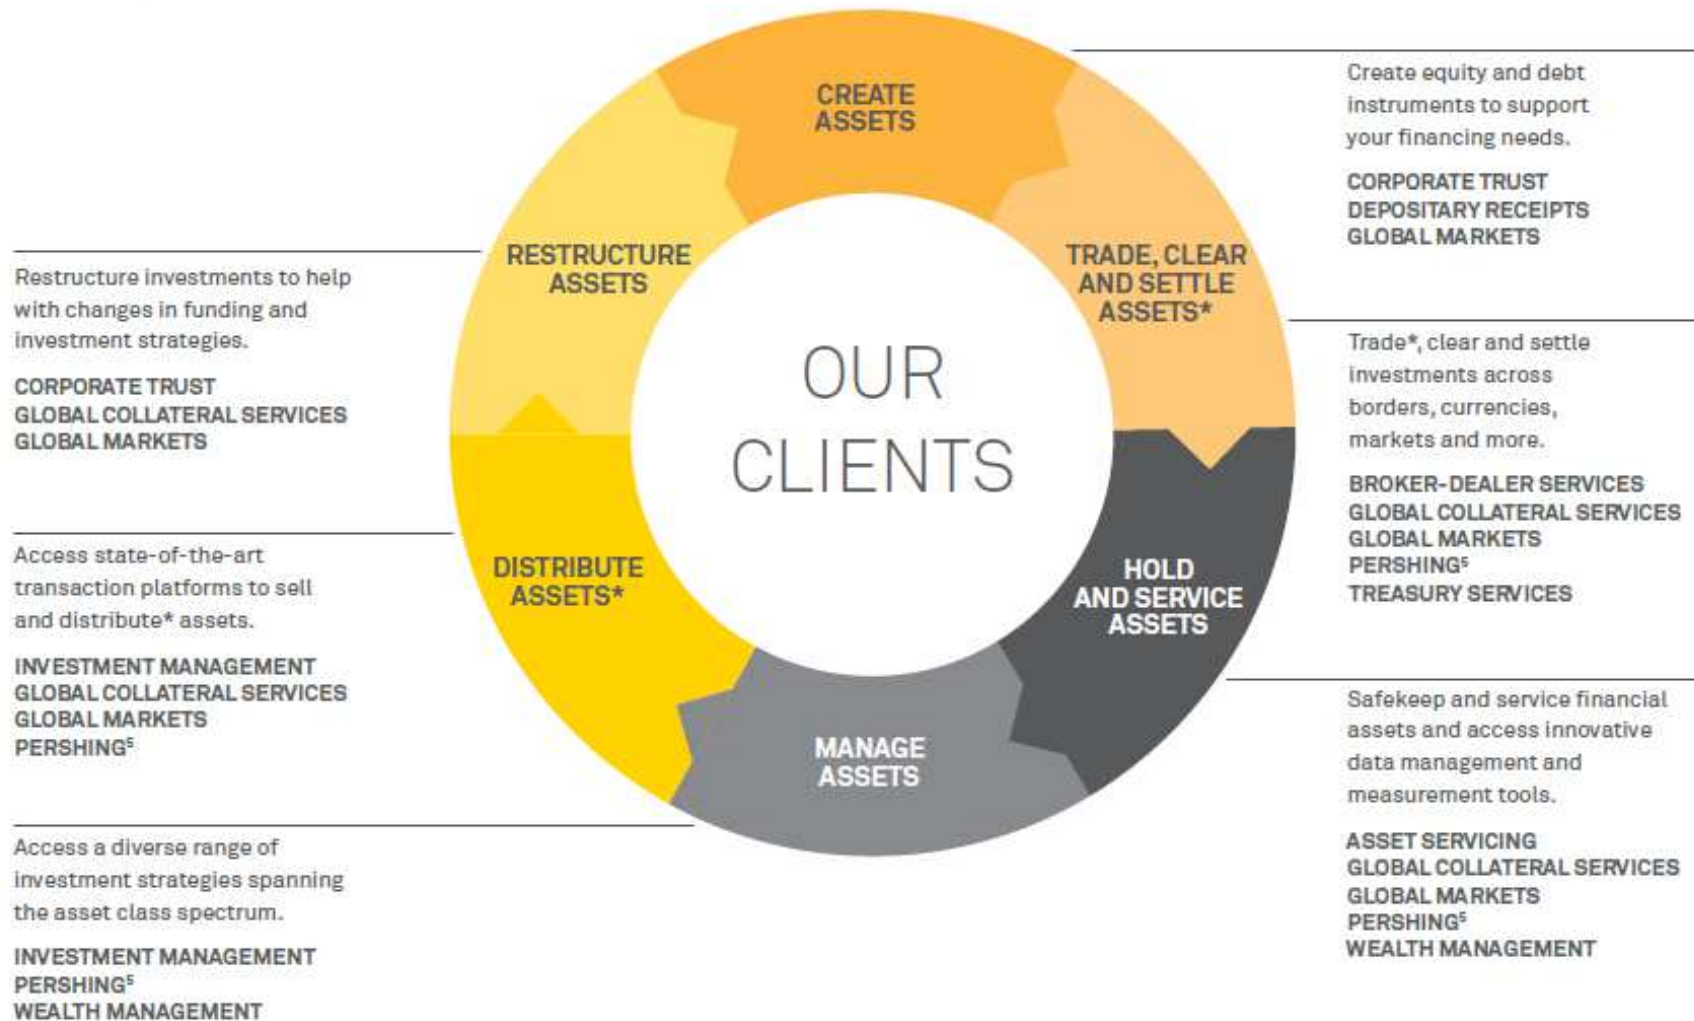 CREATE
ASSETS
Create equity and debt
instruments to support
your financing needs.
CORPORATE TRUST
DEPOSITARY RECEIPTS
GLOBAL MARKETS
TRADE, CLEAR
AND SETTLE
ASSETS*
Trade*, clear and settle
investments across
borders, currencies,
markets and more.
BROKER-DEALER SERVICES
GLOBAL COLLATERAL SERVICES
GLOBAL MARKETS
PERSHING⁵
TREASURY SERVICES
HOLD
AND SERVICE
ASSETS
Safekeep and service financial
assets and access innovative
data management and
measurement tools.
ASSET SERVICING
GLOBAL COLLATERAL SERVICES
GLOBAL MARKETS
PERSHING⁵
WEALTH MANAGEMENT
MANAGE
ASSETS
Access a diverse range of
investment strategies spanning
the asset class spectrum.
INVESTMENT MANAGEMENT
PERSHING⁵
WEALTH MANAGEMENT
DISTRIBUTE
ASSETS*
Access state-of-the-art
transaction platforms to sell
and distribute* assets.
INVESTMENT MANAGEMENT
GLOBAL COLLATERAL SERVICES
GLOBAL MARKETS
PERSHING⁵
RESTRUCTURE
ASSETS
Restructure investments to help
with changes in funding and
investment strategies.
CORPORATE TRUST
GLOBAL COLLATERAL SERVICES
GLOBAL MARKETS
OUR
CLIENTS